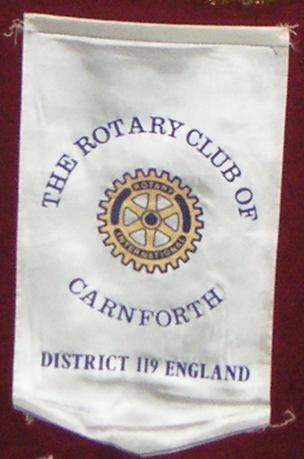 THE ROTARY CLUB OF
ROTARY
INTERNATIONAL
CARNFORTH
DISTRICT 119 ENGLAND